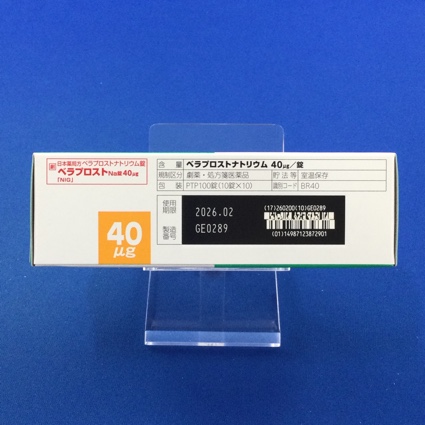 劇 日本薬局方 ベラプロストナトリウム錠
ベラプロストNa錠40μg
「NIG」
40
μg
含 量 ベラプロストナトリウム 40μg/錠
規制区分 劇薬・処方箋医薬品 貯法等 室温保存
包 装 PTP100錠(10錠×10) 識別コード BR40
使用
期限 2026.02
製造
番号 GE0289
(17)260200(10)GE0289
(01)14987123872901